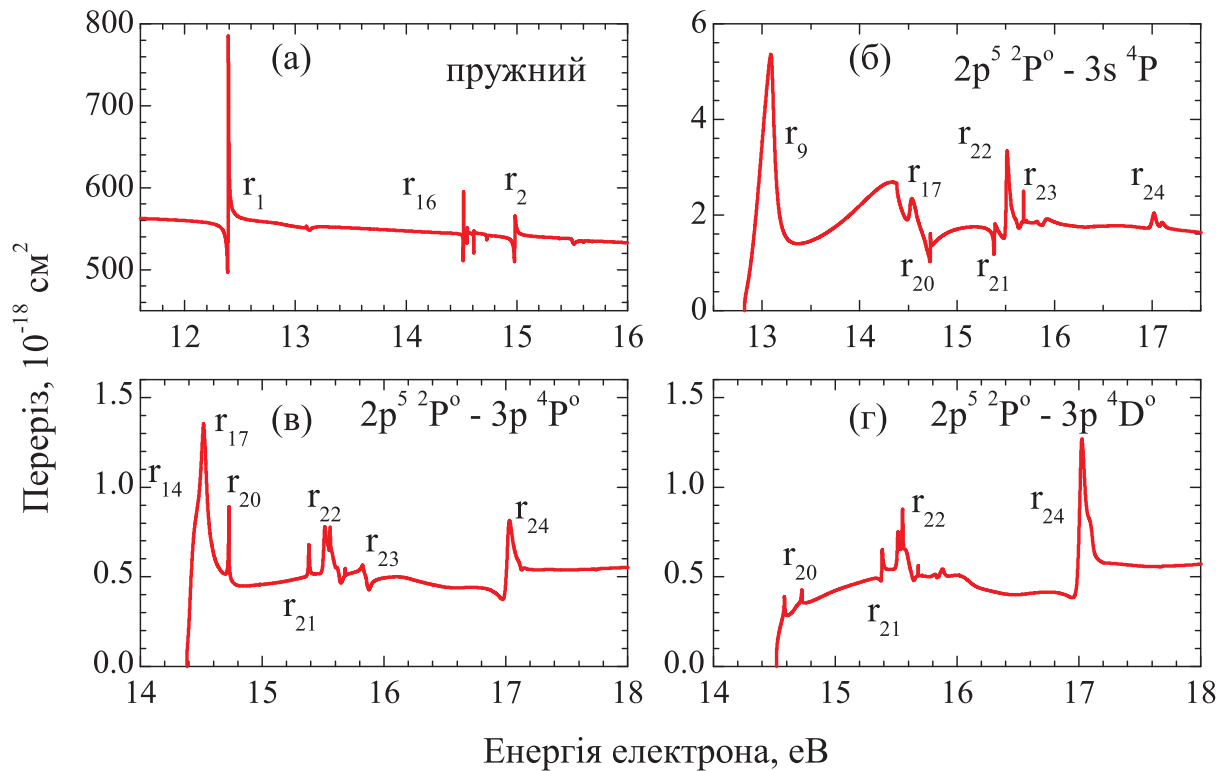 Переріз, 10⁻¹⁸ см²
(а)
пружний
r₁
r₁₆
r₂
800
700
600
500
12 13 14 15 16
(б)
2p⁵ ²Pᵒ - 3s ⁴P
r₉
r₁₇
r₂₀
r₂₂
r₂₁
r₂₃
r₂₄
6
4
2
0
13 14 15 16 17
(в)
2p⁵ ²Pᵒ - 3p ⁴Pᵒ
r₁₇
r₁₄
r₂₀
r₂₂
r₂₁
r₂₃
r₂₄
1.5
1.0
0.5
0.0
14 15 16 17 18
(г)
2p⁵ ²Pᵒ - 3p ⁴Dᵒ
r₂₀
r₂₂
r₂₁
r₂₄
1.5
1.0
0.5
0.0
14 15 16 17 18
Енергія електрона, еВ